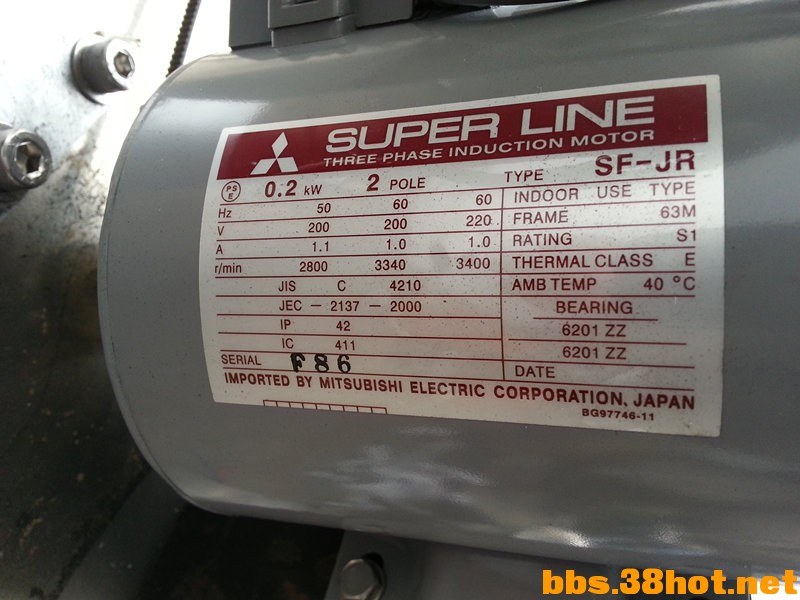 SUPER LINE
THREE PHASE INDUCTION MOTOR
PS E 0.2 kW 2 POLE TYPE SF-JR
Hz 50 60 60 INDOOR USE TYPE
V 200 200 220 FRAME 63M
A 1.1 1.0 1.0 RATING S1
r/min 2800 3340 3400 THERMAL CLASS E
JIS C 4210 AMB TEMP 40 °C
JEC - 2137 - 2000 BEARING
IP 42 6201 ZZ
IC 411 6201 ZZ
SERIAL F86 DATE
IMPORTED BY MITSUBISHI ELECTRIC CORPORATION, JAPAN
BG97746-11
bbs.38hot.net